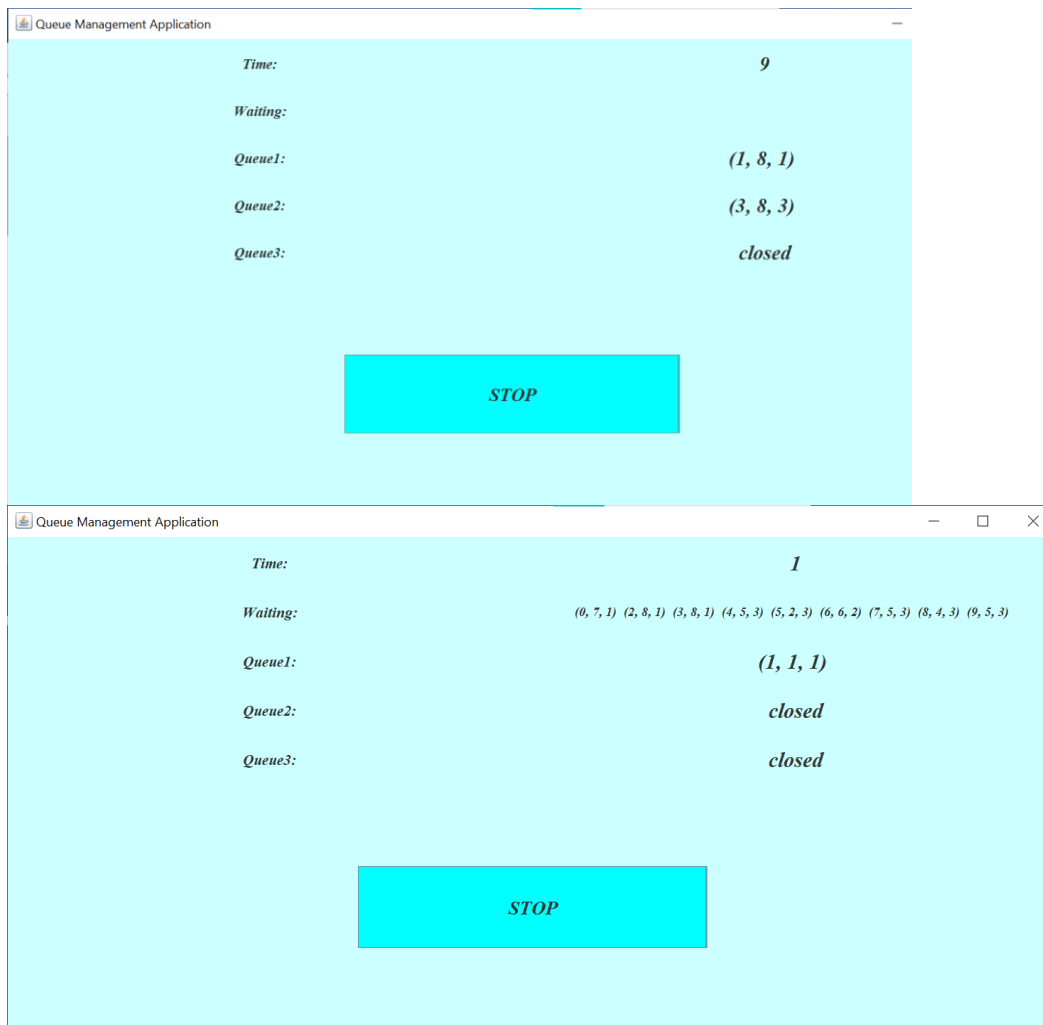 Queue Management Application
Time: 9
Waiting:
Queue1: (1, 8, 1)
Queue2: (3, 8, 3)
Queue3: closed
STOP
Queue Management Application
Time: 1
Waiting: (0, 7, 1) (2, 8, 1) (3, 8, 1) (4, 5, 3) (5, 2, 3) (6, 6, 2) (7, 5, 3) (8, 4, 3) (9, 5, 3)
Queue1: (1, 1, 1)
Queue2: closed
Queue3: closed
STOP